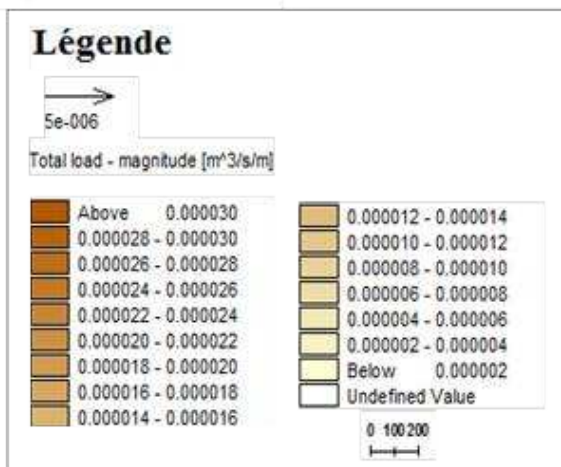 Légende
5e-006
Total load - magnitude [m^3/s/m]
Above 0.000030
0.000028 - 0.000030
0.000026 - 0.000028
0.000024 - 0.000026
0.000022 - 0.000024
0.000020 - 0.000022
0.000018 - 0.000020
0.000016 - 0.000018
0.000014 - 0.000016
0.000012 - 0.000014
0.000010 - 0.000012
0.000008 - 0.000010
0.000006 - 0.000008
0.000004 - 0.000006
0.000002 - 0.000004
Below 0.000002
Undefined Value
0 100 200